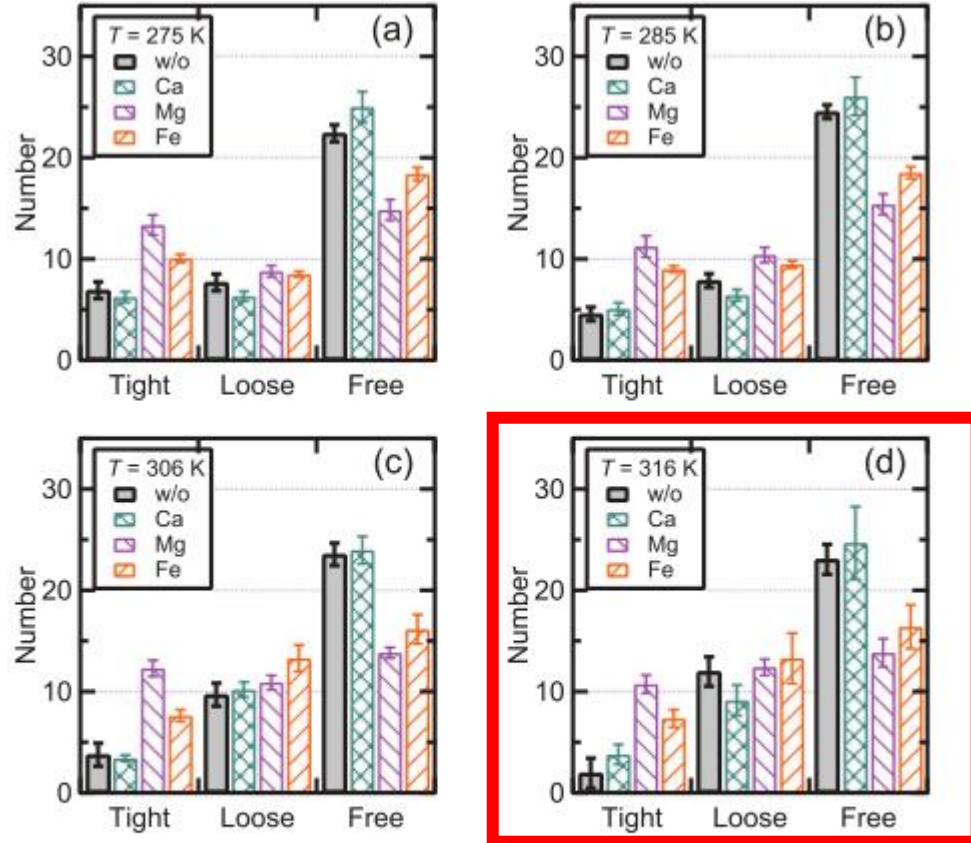 (a)
T = 275 K
w/o
Ca
Mg
Fe
30
20
10
0
Number
Tight Loose Free
(b)
T = 285 K
w/o
Ca
Mg
Fe
30
20
10
0
Number
Tight Loose Free
(c)
T = 306 K
w/o
Ca
Mg
Fe
30
20
10
0
Number
Tight Loose Free
(d)
T = 316 K
w/o
Ca
Mg
Fe
30
20
10
0
Number
Tight Loose Free